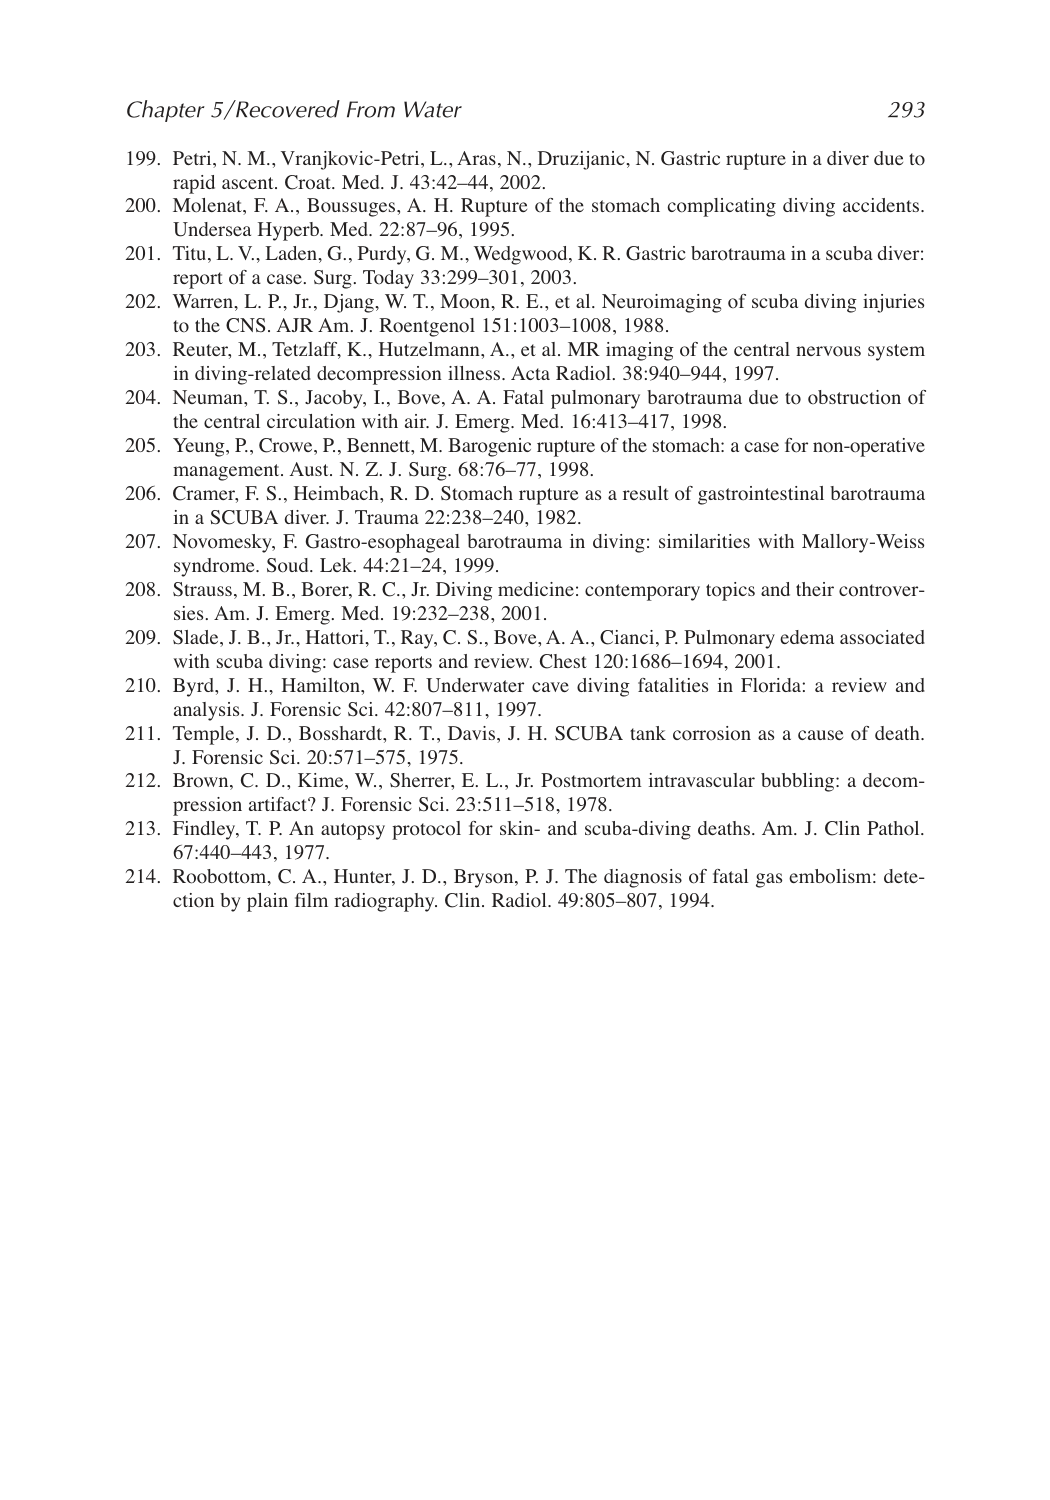 Chapter 5/Recovered From Water 293
199. Petri, N. M., Vranjkovic-Petri, L., Aras, N., Druzijanic, N. Gastric rupture in a diver due to
rapid ascent. Croat. Med. J. 43:42–44, 2002.
200. Molenat, F. A., Boussuges, A. H. Rupture of the stomach complicating diving accidents.
Undersea Hyperb. Med. 22:87–96, 1995.
201. Titu, L. V., Laden, G., Purdy, G. M., Wedgwood, K. R. Gastric barotrauma in a scuba diver:
report of a case. Surg. Today 33:299–301, 2003.
202. Warren, L. P., Jr., Djang, W. T., Moon, R. E., et al. Neuroimaging of scuba diving injuries
to the CNS. AJR Am. J. Roentgenol 151:1003–1008, 1988.
203. Reuter, M., Tetzlaff, K., Hutzelmann, A., et al. MR imaging of the central nervous system
in diving-related decompression illness. Acta Radiol. 38:940–944, 1997.
204. Neuman, T. S., Jacoby, I., Bove, A. A. Fatal pulmonary barotrauma due to obstruction of
the central circulation with air. J. Emerg. Med. 16:413–417, 1998.
205. Yeung, P., Crowe, P., Bennett, M. Barogenic rupture of the stomach: a case for non-operative
management. Aust. N. Z. J. Surg. 68:76–77, 1998.
206. Cramer, F. S., Heimbach, R. D. Stomach rupture as a result of gastrointestinal barotrauma
in a SCUBA diver. J. Trauma 22:238–240, 1982.
207. Novomesky, F. Gastro-esophageal barotrauma in diving: similarities with Mallory-Weiss
syndrome. Soud. Lek. 44:21–24, 1999.
208. Strauss, M. B., Borer, R. C., Jr. Diving medicine: contemporary topics and their controver-
sies. Am. J. Emerg. Med. 19:232–238, 2001.
209. Slade, J. B., Jr., Hattori, T., Ray, C. S., Bove, A. A., Cianci, P. Pulmonary edema associated
with scuba diving: case reports and review. Chest 120:1686–1694, 2001.
210. Byrd, J. H., Hamilton, W. F. Underwater cave diving fatalities in Florida: a review and
analysis. J. Forensic Sci. 42:807–811, 1997.
211. Temple, J. D., Bosshardt, R. T., Davis, J. H. SCUBA tank corrosion as a cause of death.
J. Forensic Sci. 20:571–575, 1975.
212. Brown, C. D., Kime, W., Sherrer, E. L., Jr. Postmortem intravascular bubbling: a decom-
pression artifact? J. Forensic Sci. 23:511–518, 1978.
213. Findley, T. P. An autopsy protocol for skin- and scuba-diving deaths. Am. J. Clin Pathol.
67:440–443, 1977.
214. Roobottom, C. A., Hunter, J. D., Bryson, P. J. The diagnosis of fatal gas embolism: dete-
ction by plain film radiography. Clin. Radiol. 49:805–807, 1994.